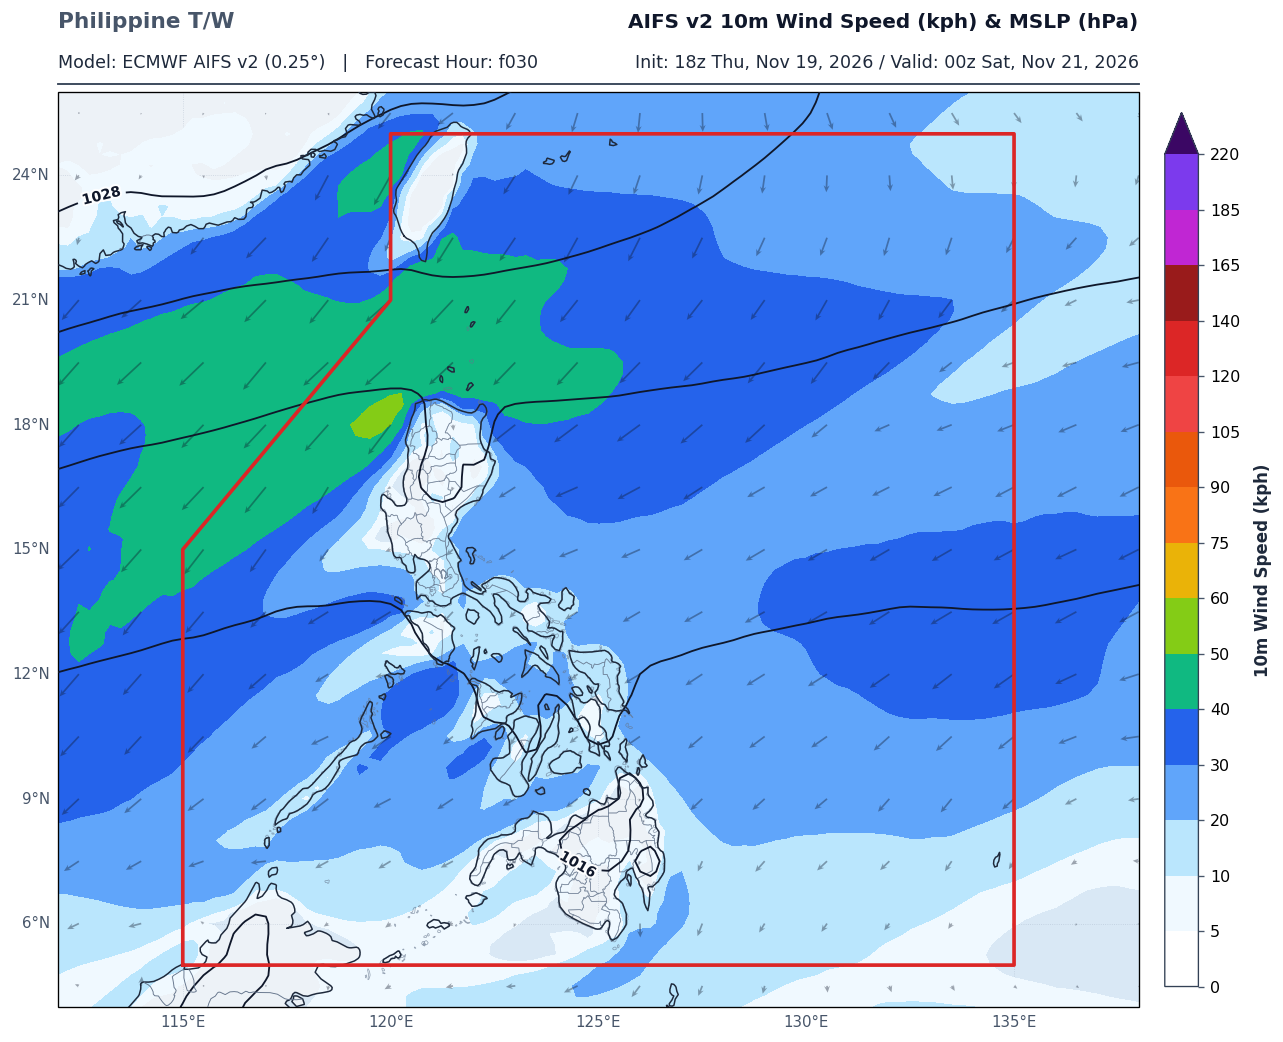 Philippine T/W
AIFS v2 10m Wind Speed (kph) & MSLP (hPa)
Model: ECMWF AIFS v2 (0.25°)   |   Forecast Hour: f030
Init: 18z Thu, Nov 19, 2026 / Valid: 00z Sat, Nov 21, 2026
24°N
21°N
18°N
15°N
12°N
9°N
6°N
1028
1016
115°E
120°E
125°E
130°E
135°E
220
185
165
140
120
105
90
75
60
50
40
30
20
10
5
0
10m Wind Speed (kph)